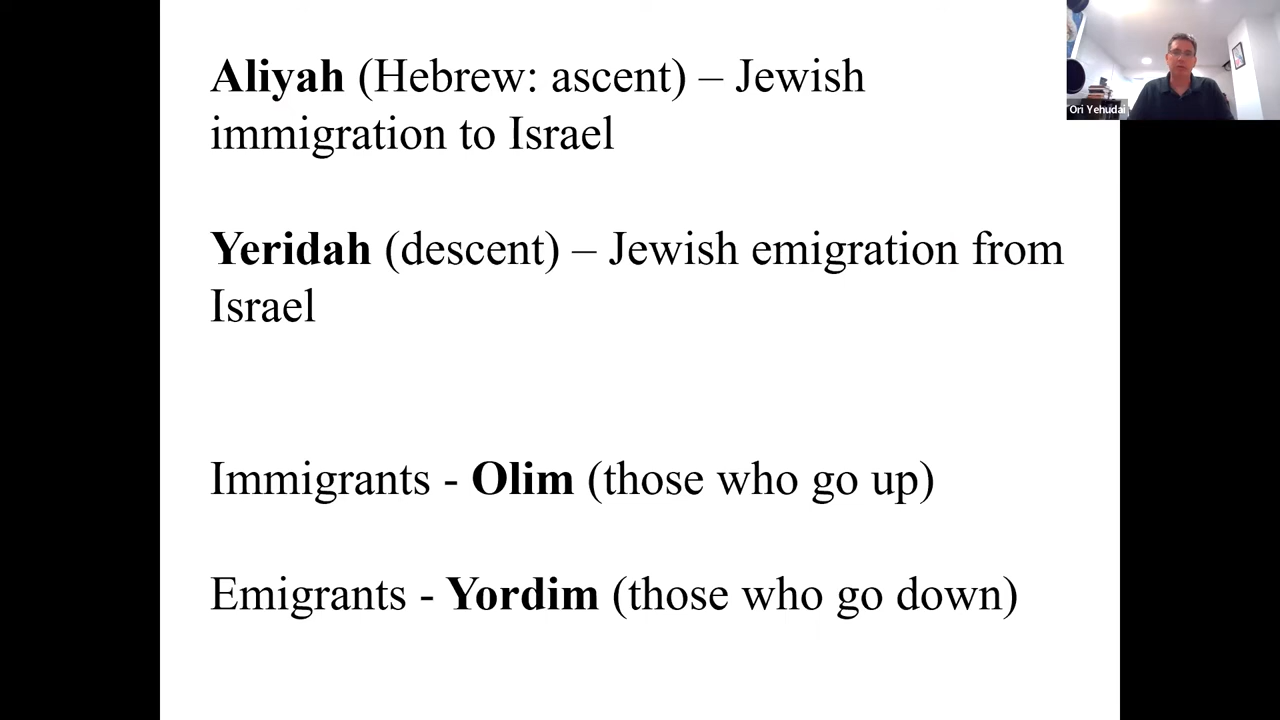 Aliyah (Hebrew: ascent) – Jewish
immigration to Israel
Yeridah (descent) – Jewish emigration from
Israel
Immigrants - Olim (those who go up)
Emigrants - Yordim (those who go down)
Ori Yehudai